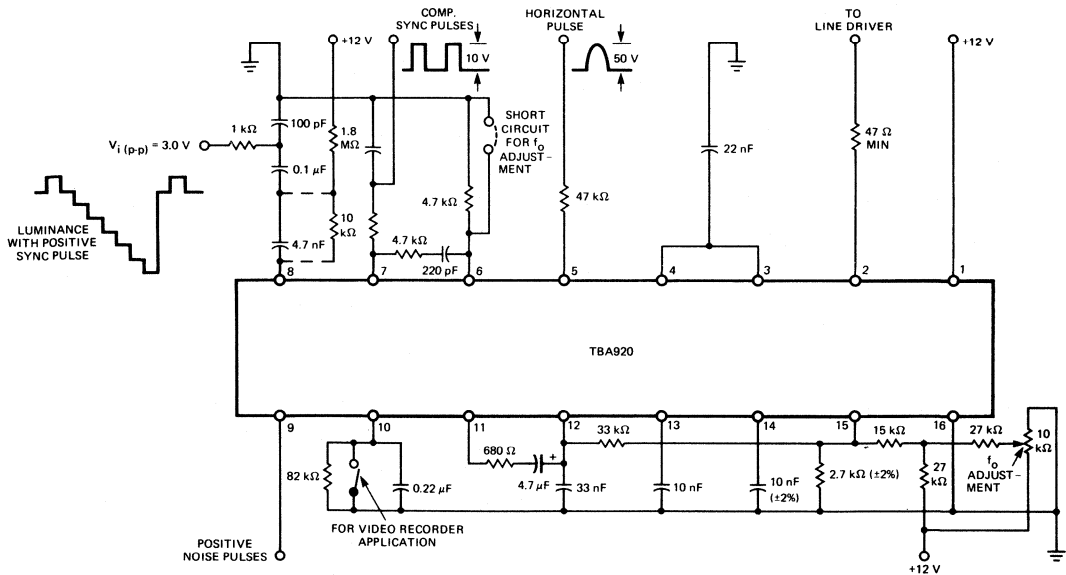 COMP.
SYNC PULSES
HORIZONTAL
PULSE
TO
LINE DRIVER
+12 V
10 V
50 V
+12 V
1 kΩ
100 pF
1.8
MΩ
SHORT
CIRCUIT
FOR fo
ADJUST-
MENT
22 nF
47 Ω
MIN
Vi (p-p) = 3.0 V
0.1 µF
4.7 kΩ
47 kΩ
LUMINANCE
WITH POSITIVE
SYNC PULSE
4.7 nF
10
kΩ
4.7 kΩ
220 pF
8
7
6
5
4
3
2
1
TBA920
9
10
11
12
13
14
15
16
33 kΩ
15 kΩ
27 kΩ
10
kΩ
82 kΩ
0.22 µF
680 Ω
+
4.7 µF
33 nF
10 nF
10 nF
(±2%)
2.7 kΩ (±2%)
27
kΩ
fo
ADJUST-
MENT
FOR VIDEO RECORDER
APPLICATION
POSITIVE
NOISE PULSES
+12 V